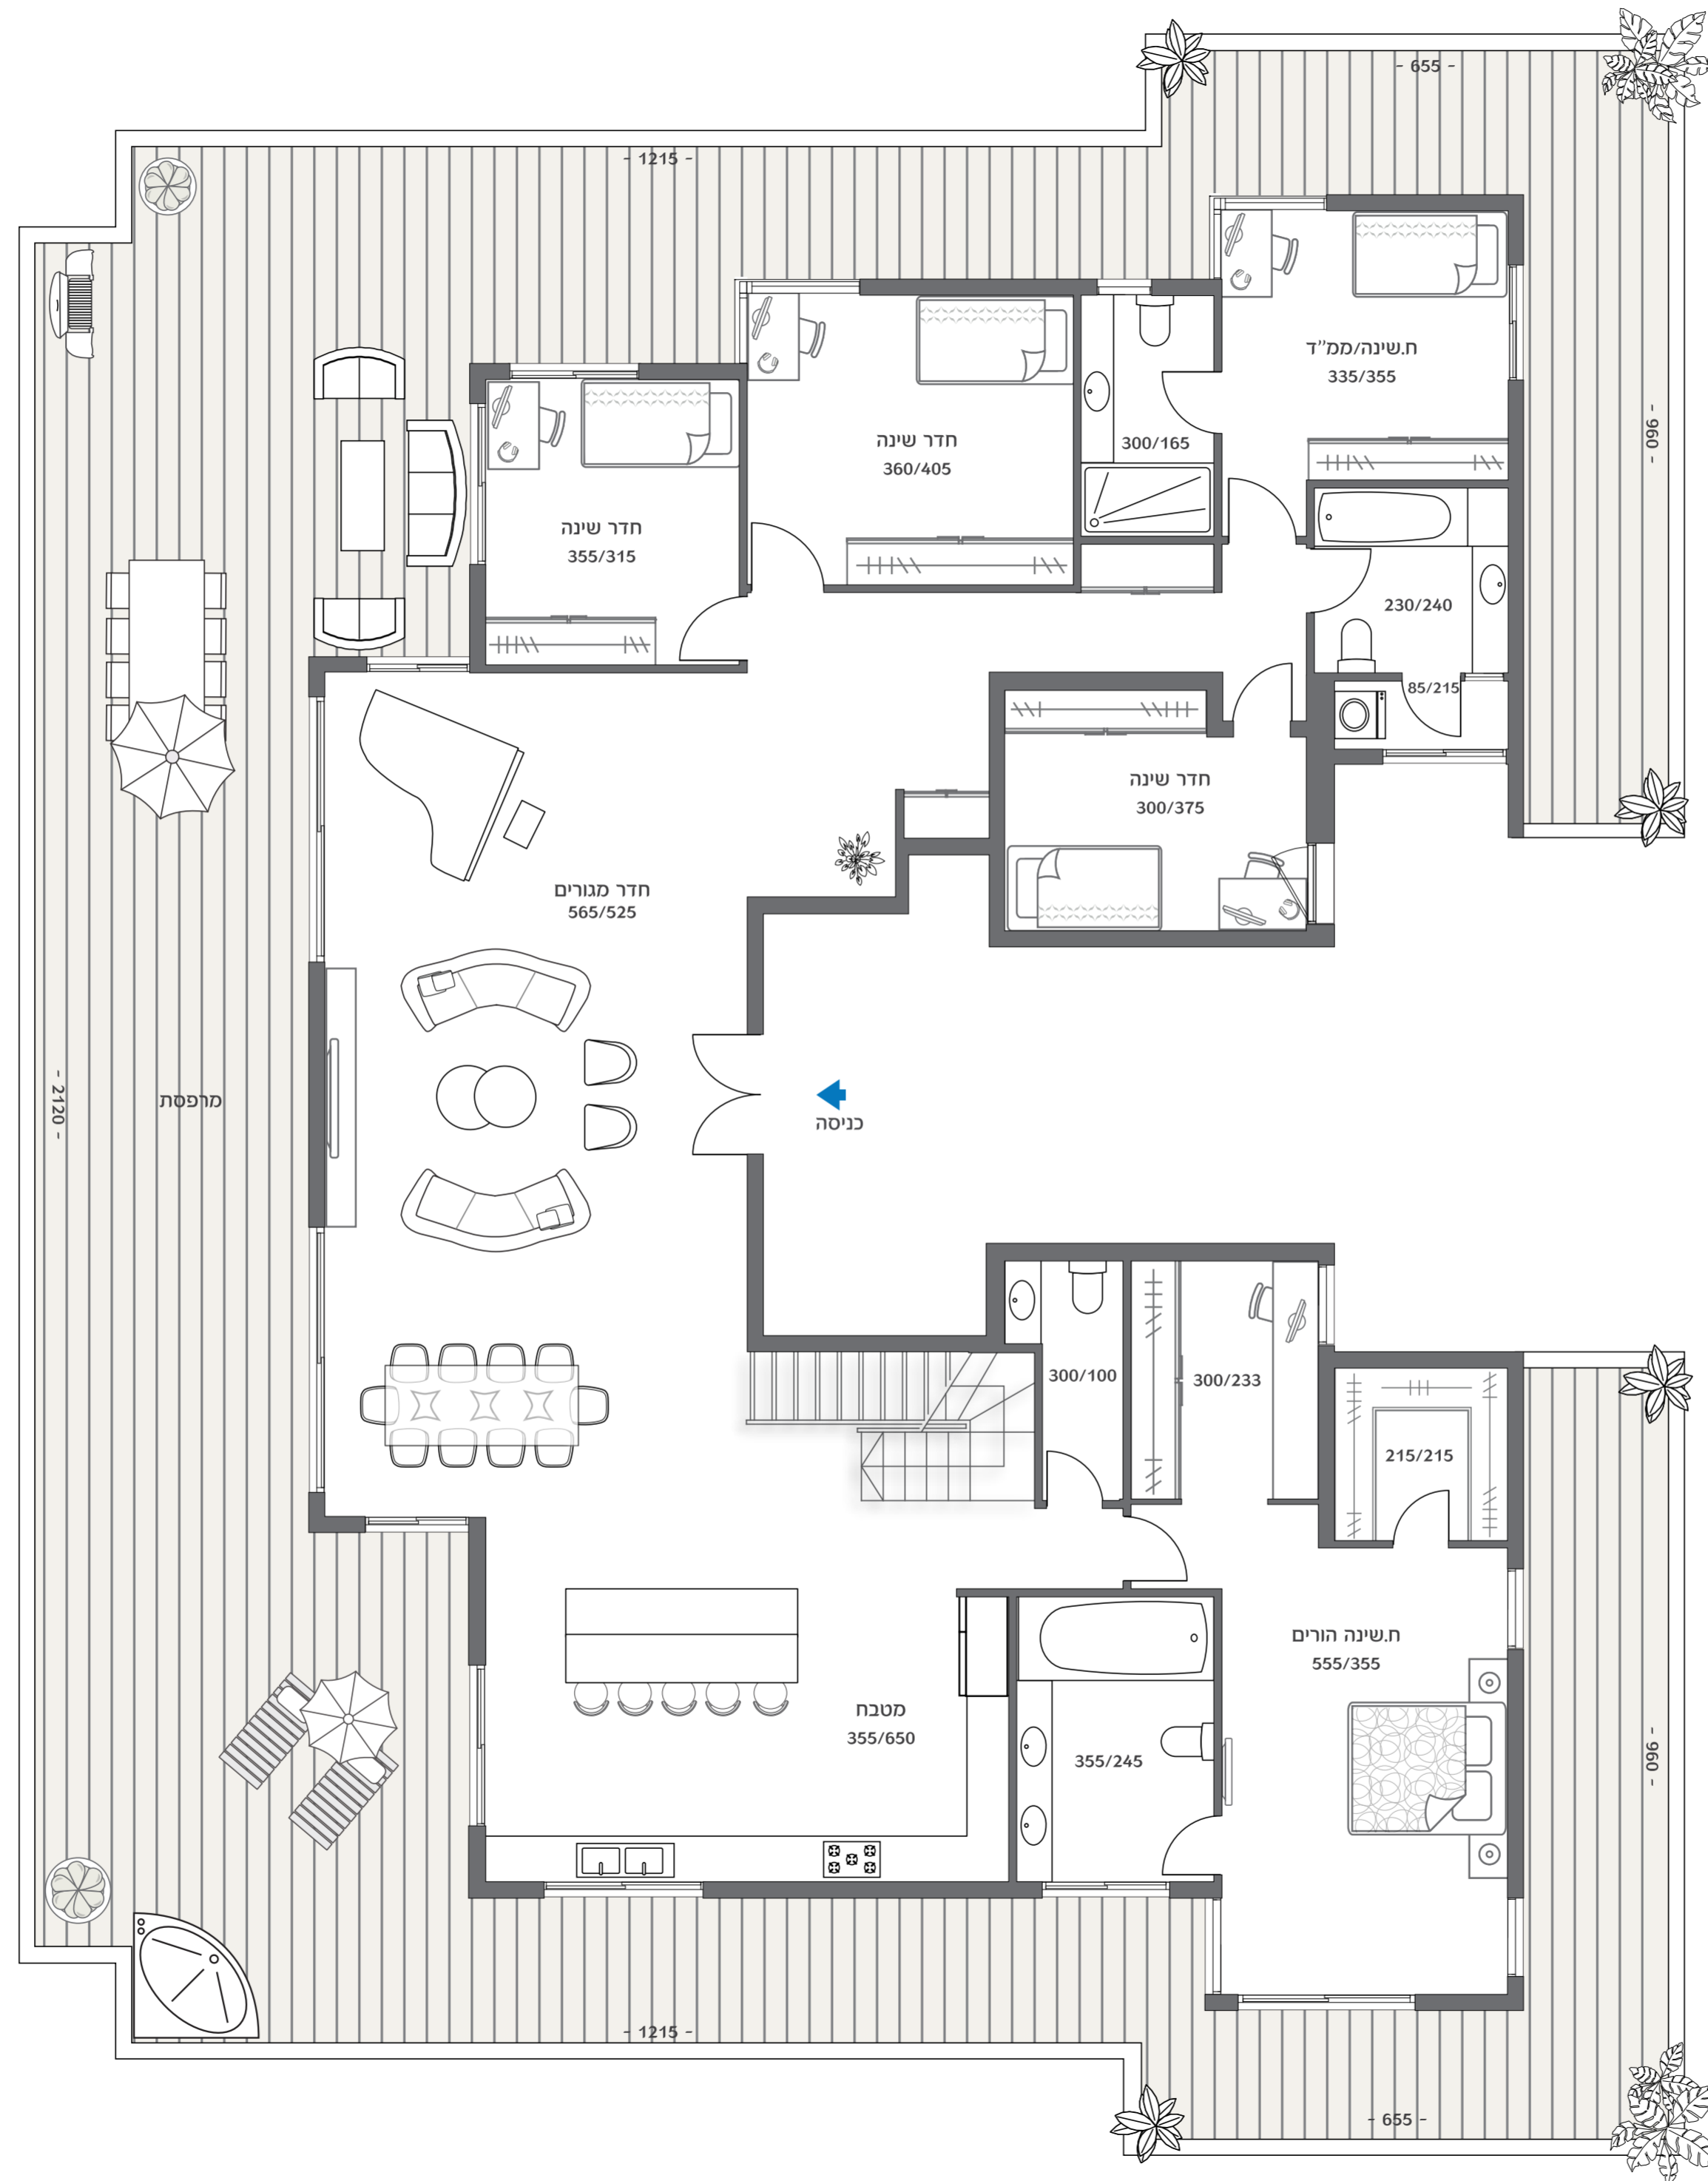 - 655 -
- 1215 -
ח.שינה/ממ"ד
335/355
- 960 -
חדר שינה
360/405
300/165
חדר שינה
355/315
230/240
85/215
חדר שינה
300/375
חדר מגורים
565/525
- 2120 -
מרפסת
כניסה
300/100
300/233
215/215
ח.שינה הורים
555/355
מטבח
355/650
355/245
- 960 -
- 1215 -
- 655 -